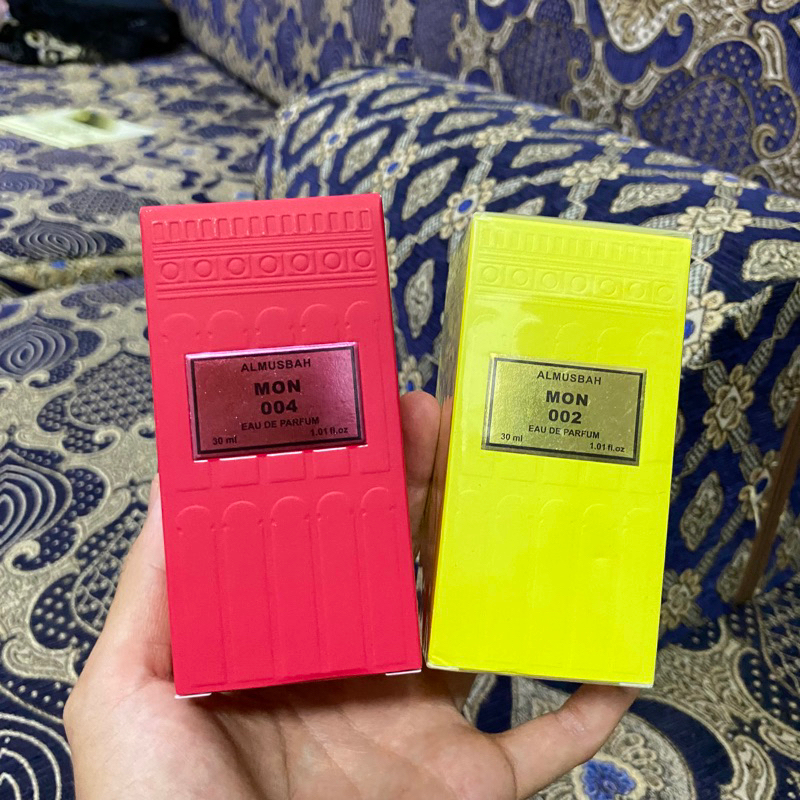 ALMUSBAH
MON
004
EAU DE PARFUM
30 ml 1.01 fl.oz
ALMUSBAH
MON
002
EAU DE PARFUM
30 ml 1.01 fl.oz